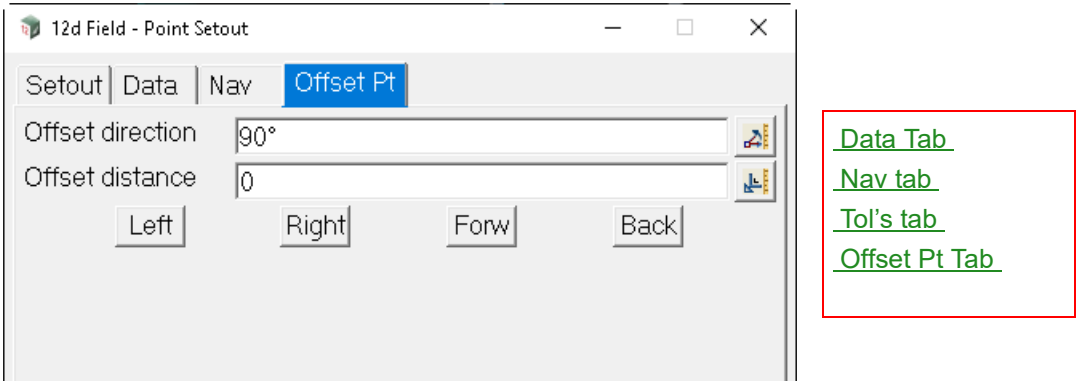 12d Field - Point Setout
Setout Data Nav Offset Pt
Offset direction 90°
Offset distance 0
Left Right Forw Back
Data Tab
Nav tab
Tol's tab
Offset Pt Tab